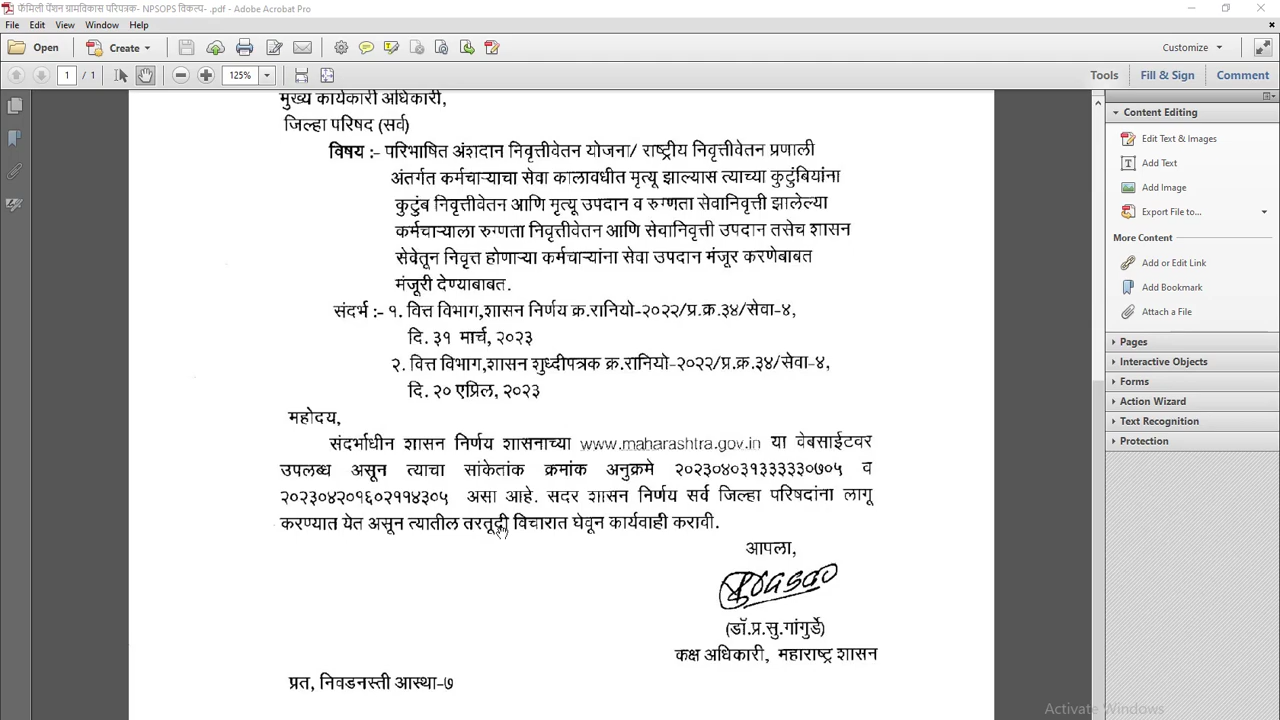 फॅमिली पेंशन ग्रामविकास परिपत्रक- NPSOPS विकल्प- .pdf - Adobe Acrobat Pro
File Edit View Window Help
Open Create 125% Customize
1 / 1 Tools Fill & Sign Comment
मुख्य कार्यकारी अधिकारी,
जिल्हा परिषद (सर्व)
विषय :- परिभाषित अंशदान निवृत्तीवेतन योजना/ राष्ट्रीय निवृत्तीवेतन प्रणाली
अंतर्गत कर्मचाऱ्याचा सेवा कालावधीत मृत्यू झाल्यास त्याच्या कुटुंबियांना
कुटुंब निवृत्तीवेतन आणि मृत्यू उपदान व रुग्णता सेवानिवृत्ती झालेल्या
कर्मचाऱ्याला रुग्णता निवृत्तीवेतन आणि सेवानिवृत्ती उपदान तसेच शासन
सेवेतून निवृत्त होणाऱ्या कर्मचाऱ्यांना सेवा उपदान मंजूर करणेबाबत
मंजूरी देण्याबाबत.
संदर्भ :- १. वित्त विभाग,शासन निर्णय क्र.रानियो-२०२२/प्र.क्र.३४/सेवा-४,
दि. ३१ मार्च, २०२३
२. वित्त विभाग,शासन शुध्दीपत्रक क्र.रानियो-२०२२/प्र.क्र.३४/सेवा-४,
दि. २० एप्रिल, २०२३
महोदय,
संदर्भाधीन शासन निर्णय शासनाच्या www.maharashtra.gov.in या वेबसाईटवर
उपलब्ध असून त्याचा सांकेतांक क्रमांक अनुक्रमे २०२३०४०३१३३३३३०७०५ व
२०२३०४२०१६०२११४३०५ असा आहे. सदर शासन निर्णय सर्व जिल्हा परिषदांना लागू
करण्यात येत असून त्यातील तरतूदी विचारात घेवून कार्यवाही करावी.
आपला,
(डॉ.प्र.सु.गांगुर्डे)
कक्ष अधिकारी, महाराष्ट्र शासन
प्रत, निवडनस्ती आस्था-७
Content Editing
Edit Text & Images
Add Text
Add Image
Export File to...
More Content
Add or Edit Link
Add Bookmark
Attach a File
Pages
Interactive Objects
Forms
Action Wizard
Text Recognition
Protection
Activate Windows